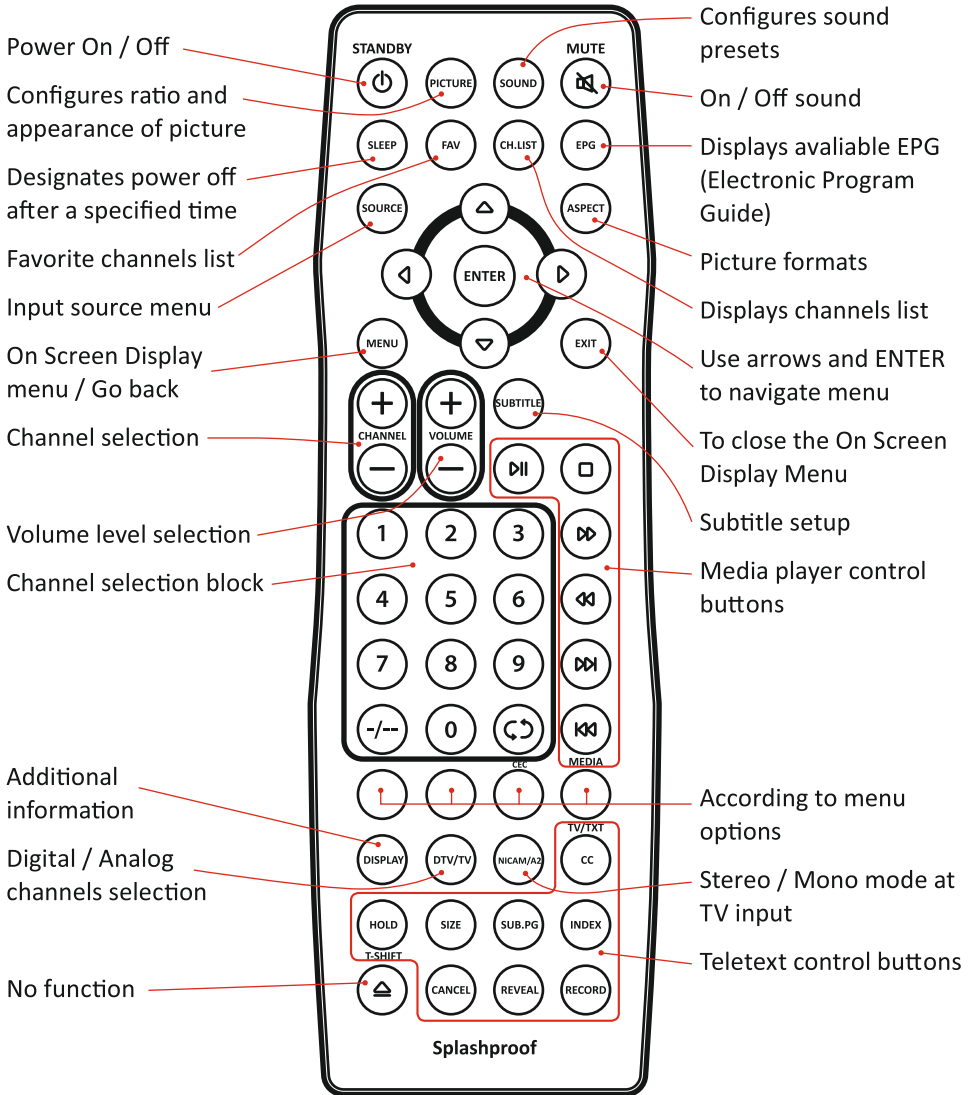 Power On / Off
Configures ratio and
appearance of picture
Designates power off
after a specified time
Favorite channels list
Input source menu
On Screen Display
menu / Go back
Channel selection
Volume level selection
Channel selection block
Additional
information
Digital / Analog
channels selection
No function
STANDBY
MUTE
PICTURE
SOUND
SLEEP
FAV
CH.LIST
EPG
SOURCE
ASPECT
ENTER
MENU
EXIT
CHANNEL
VOLUME
SUBTITLE
1 2 3
4 5 6
7 8 9
-/-- 0
CEC
MEDIA
TV/TXT
DISPLAY
DTV/TV
NICAM/A2
CC
HOLD
SIZE
SUB.PG
INDEX
T-SHIFT
CANCEL
REVEAL
RECORD
Splashproof
Configures sound
presets
On / Off sound
Displays avaliable EPG
(Electronic Program
Guide)
Picture formats
Displays channels list
Use arrows and ENTER
to navigate menu
To close the On Screen
Display Menu
Subtitle setup
Media player control
buttons
According to menu
options
Stereo / Mono mode at
TV input
Teletext control buttons